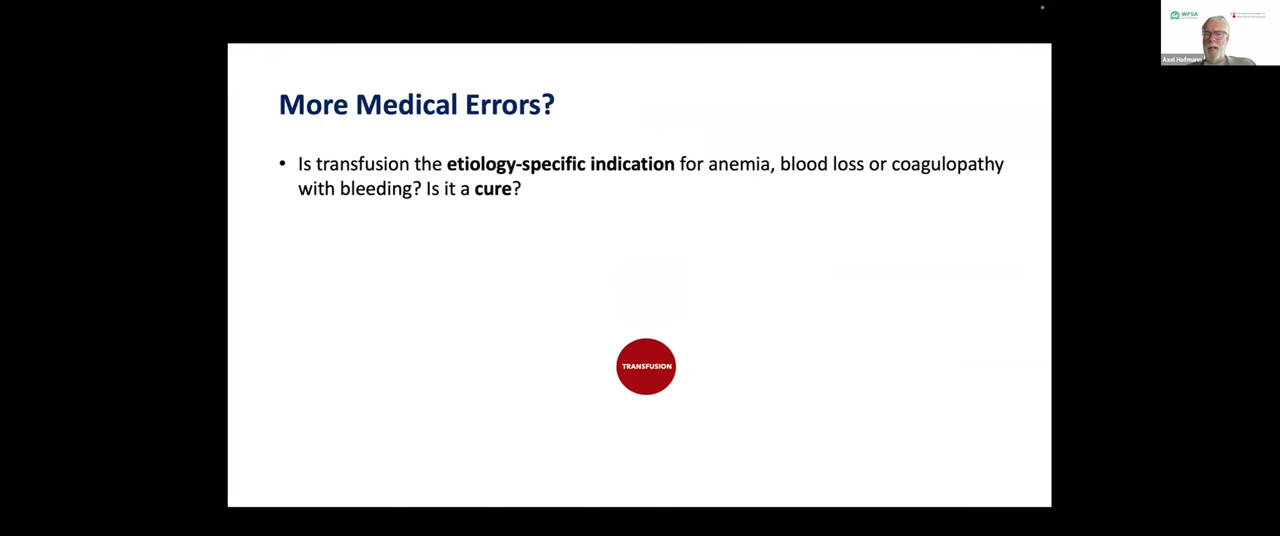 WFSA
Axel Hofmann
More Medical Errors?
• Is transfusion the etiology-specific indication for anemia, blood loss or coagulopathy
with bleeding? Is it a cure?
TRANSFUSION